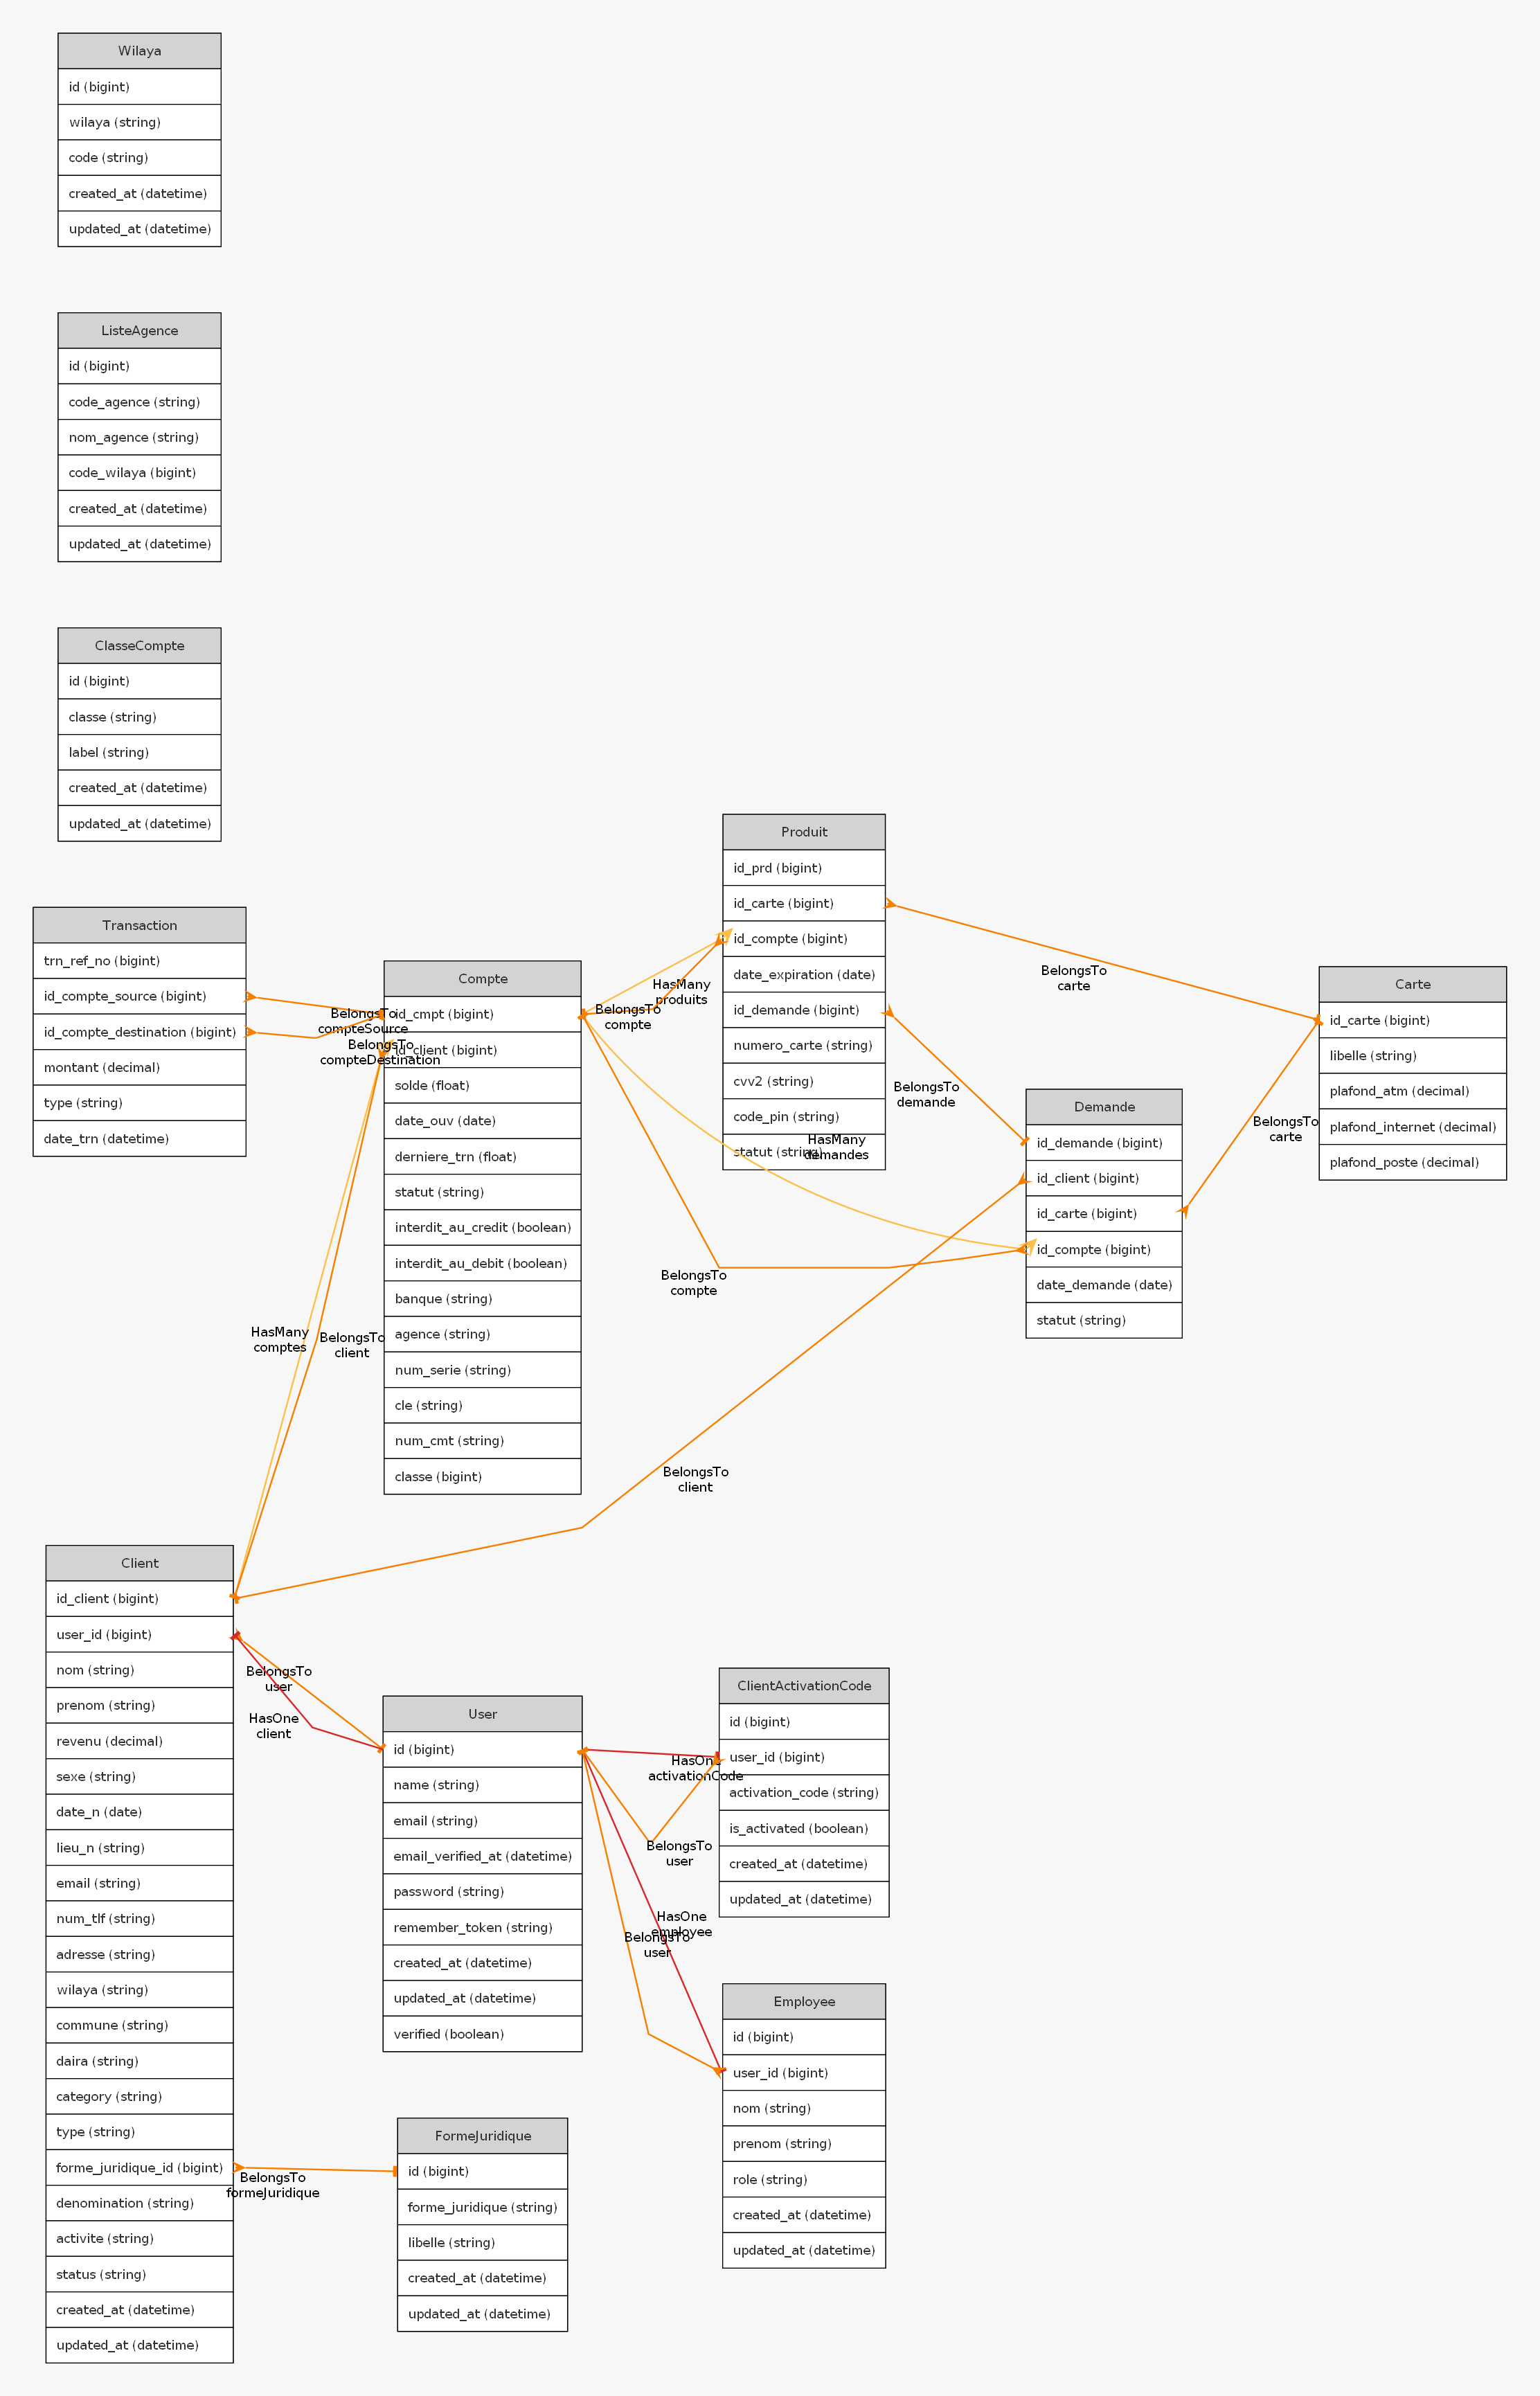 Wilaya
id (bigint)
wilaya (string)
code (string)
created_at (datetime)
updated_at (datetime)
ListeAgence
id (bigint)
code_agence (string)
nom_agence (string)
code_wilaya (bigint)
created_at (datetime)
updated_at (datetime)
ClasseCompte
id (bigint)
classe (string)
label (string)
created_at (datetime)
updated_at (datetime)
Transaction
trn_ref_no (bigint)
id_compte_source (bigint)
id_compte_destination (bigint)
montant (decimal)
type (string)
date_trn (datetime)
BelongsTo
compteSource
BelongsTo
compteDestination
Compte
id_cmpt (bigint)
id_client (bigint)
solde (float)
date_ouv (date)
derniere_trn (float)
statut (string)
interdit_au_credit (boolean)
interdit_au_debit (boolean)
banque (string)
agence (string)
num_serie (string)
cle (string)
num_cmt (string)
classe (bigint)
HasMany
produits
BelongsTo
compte
Produit
id_prd (bigint)
id_carte (bigint)
id_compte (bigint)
date_expiration (date)
id_demande (bigint)
numero_carte (string)
cvv2 (string)
code_pin (string)
statut (string)
HasMany
demandes
BelongsTo
compte
BelongsTo
demande
BelongsTo
carte
Demande
id_demande (bigint)
id_client (bigint)
id_carte (bigint)
id_compte (bigint)
date_demande (date)
statut (string)
BelongsTo
carte
Carte
id_carte (bigint)
libelle (string)
plafond_atm (decimal)
plafond_internet (decimal)
plafond_poste (decimal)
HasMany
comptes
BelongsTo
client
BelongsTo
client
Client
id_client (bigint)
user_id (bigint)
nom (string)
prenom (string)
revenu (decimal)
sexe (string)
date_n (date)
lieu_n (string)
email (string)
num_tlf (string)
adresse (string)
wilaya (string)
commune (string)
daira (string)
category (string)
type (string)
forme_juridique_id (bigint)
denomination (string)
activite (string)
status (string)
created_at (datetime)
updated_at (datetime)
BelongsTo
user
HasOne
client
User
id (bigint)
name (string)
email (string)
email_verified_at (datetime)
password (string)
remember_token (string)
created_at (datetime)
updated_at (datetime)
verified (boolean)
HasOne
activationCode
BelongsTo
user
HasOne
employee
BelongsTo
user
ClientActivationCode
id (bigint)
user_id (bigint)
activation_code (string)
is_activated (boolean)
created_at (datetime)
updated_at (datetime)
Employee
id (bigint)
user_id (bigint)
nom (string)
prenom (string)
role (string)
created_at (datetime)
updated_at (datetime)
BelongsTo
formeJuridique
FormeJuridique
id (bigint)
forme_juridique (string)
libelle (string)
created_at (datetime)
updated_at (datetime)